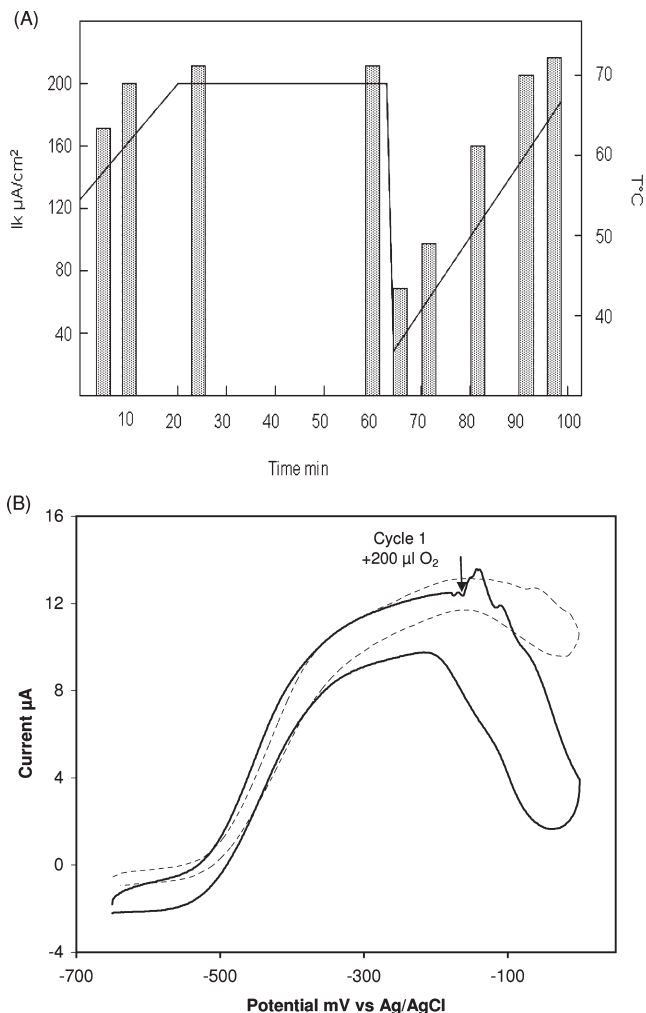 (A)
200
160
120
80
40
Ik µA/cm²
70
60
50
40
T°C
10 20 30 40 50 60 70 80 90 100
Time min
(B)
16
12
8
4
0
-4
Current µA
Cycle 1
+200 µl O₂
-700 -500 -300 -100
Potential mV vs Ag/AgCl